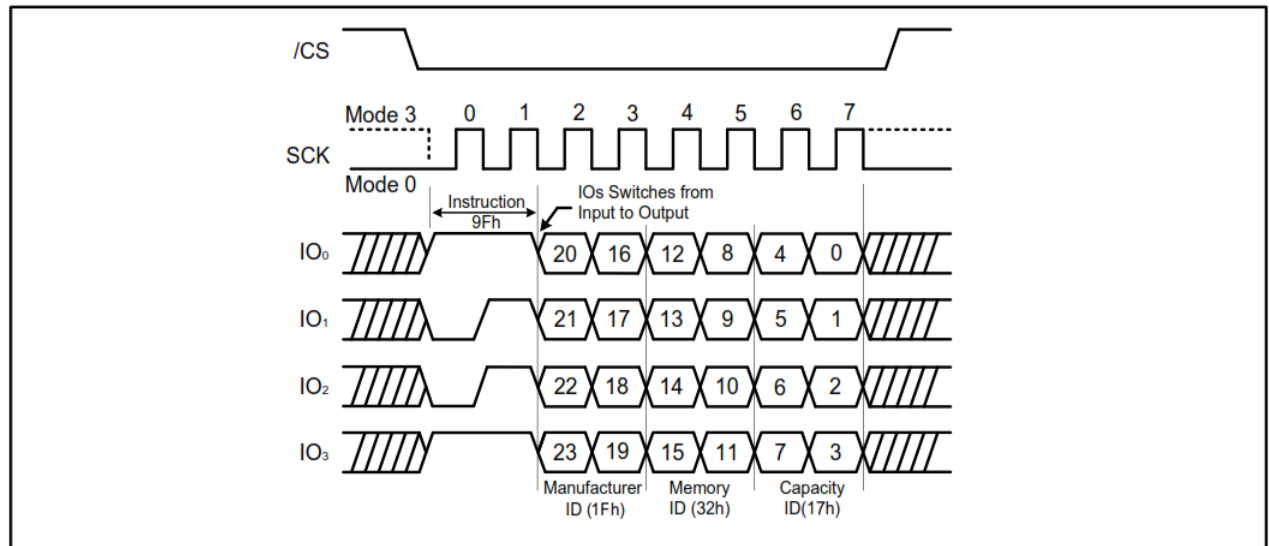 /CS
Mode 3 0 1 2 3 4 5 6 7
SCK
Mode 0
Instruction
9Fh
IOs Switches from
Input to Output
IO₀ 20 16 12 8 4 0
IO₁ 21 17 13 9 5 1
IO₂ 22 18 14 10 6 2
IO₃ 23 19 15 11 7 3
Manufacturer Memory Capacity
ID (1Fh) ID (32h) ID(17h)